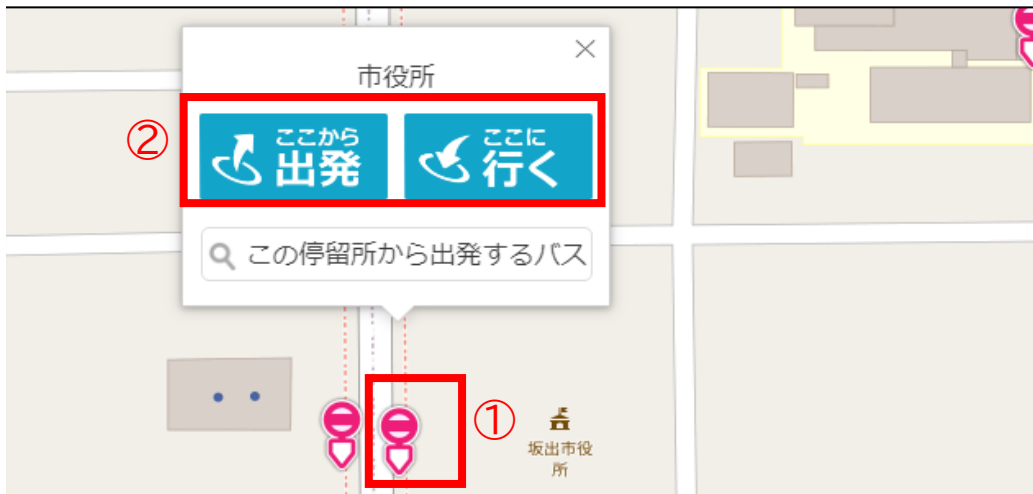 市役所
②
ここから
出発
ここに
行く
この停留所から出発するバス
①
坂出市役
所